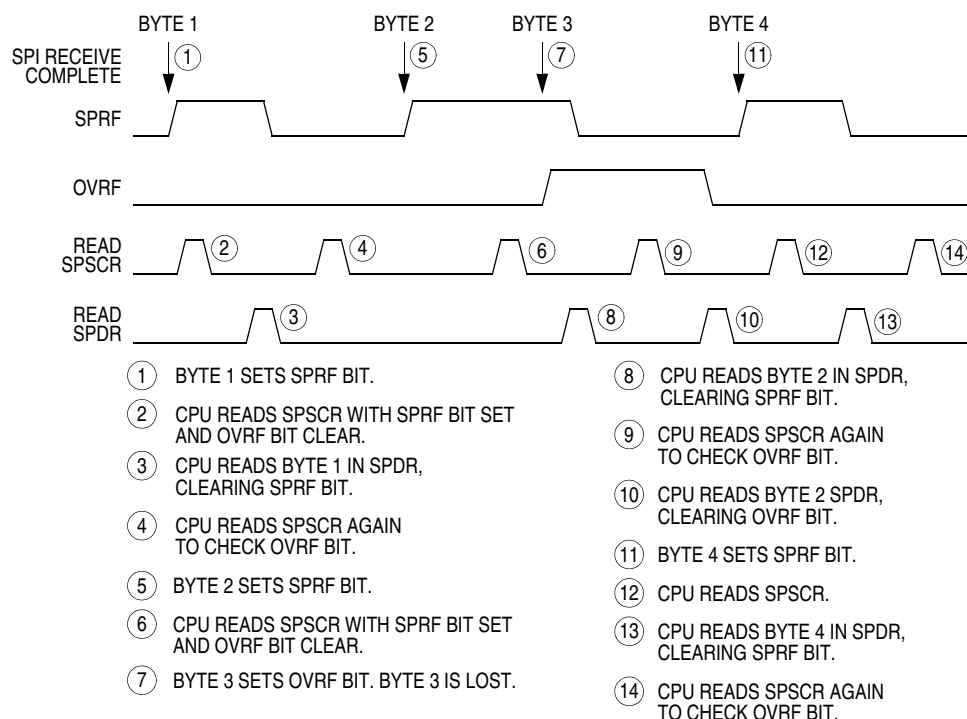 BYTE 1 BYTE 2 BYTE 3 BYTE 4
SPI RECEIVE
COMPLETE
1 5 7 11
SPRF
OVRF
READ
SPSCR
2 4 6 9 12 14
READ
SPDR
3 8 10 13
1 BYTE 1 SETS SPRF BIT.
2 CPU READS SPSCR WITH SPRF BIT SET
AND OVRF BIT CLEAR.
3 CPU READS BYTE 1 IN SPDR,
CLEARING SPRF BIT.
4 CPU READS SPSCR AGAIN
TO CHECK OVRF BIT.
5 BYTE 2 SETS SPRF BIT.
6 CPU READS SPSCR WITH SPRF BIT SET
AND OVRF BIT CLEAR.
7 BYTE 3 SETS OVRF BIT. BYTE 3 IS LOST.
8 CPU READS BYTE 2 IN SPDR,
CLEARING SPRF BIT.
9 CPU READS SPSCR AGAIN
TO CHECK OVRF BIT.
10 CPU READS BYTE 2 SPDR,
CLEARING OVRF BIT.
11 BYTE 4 SETS SPRF BIT.
12 CPU READS SPSCR.
13 CPU READS BYTE 4 IN SPDR,
CLEARING SPRF BIT.
14 CPU READS SPSCR AGAIN
TO CHECK OVRF BIT.